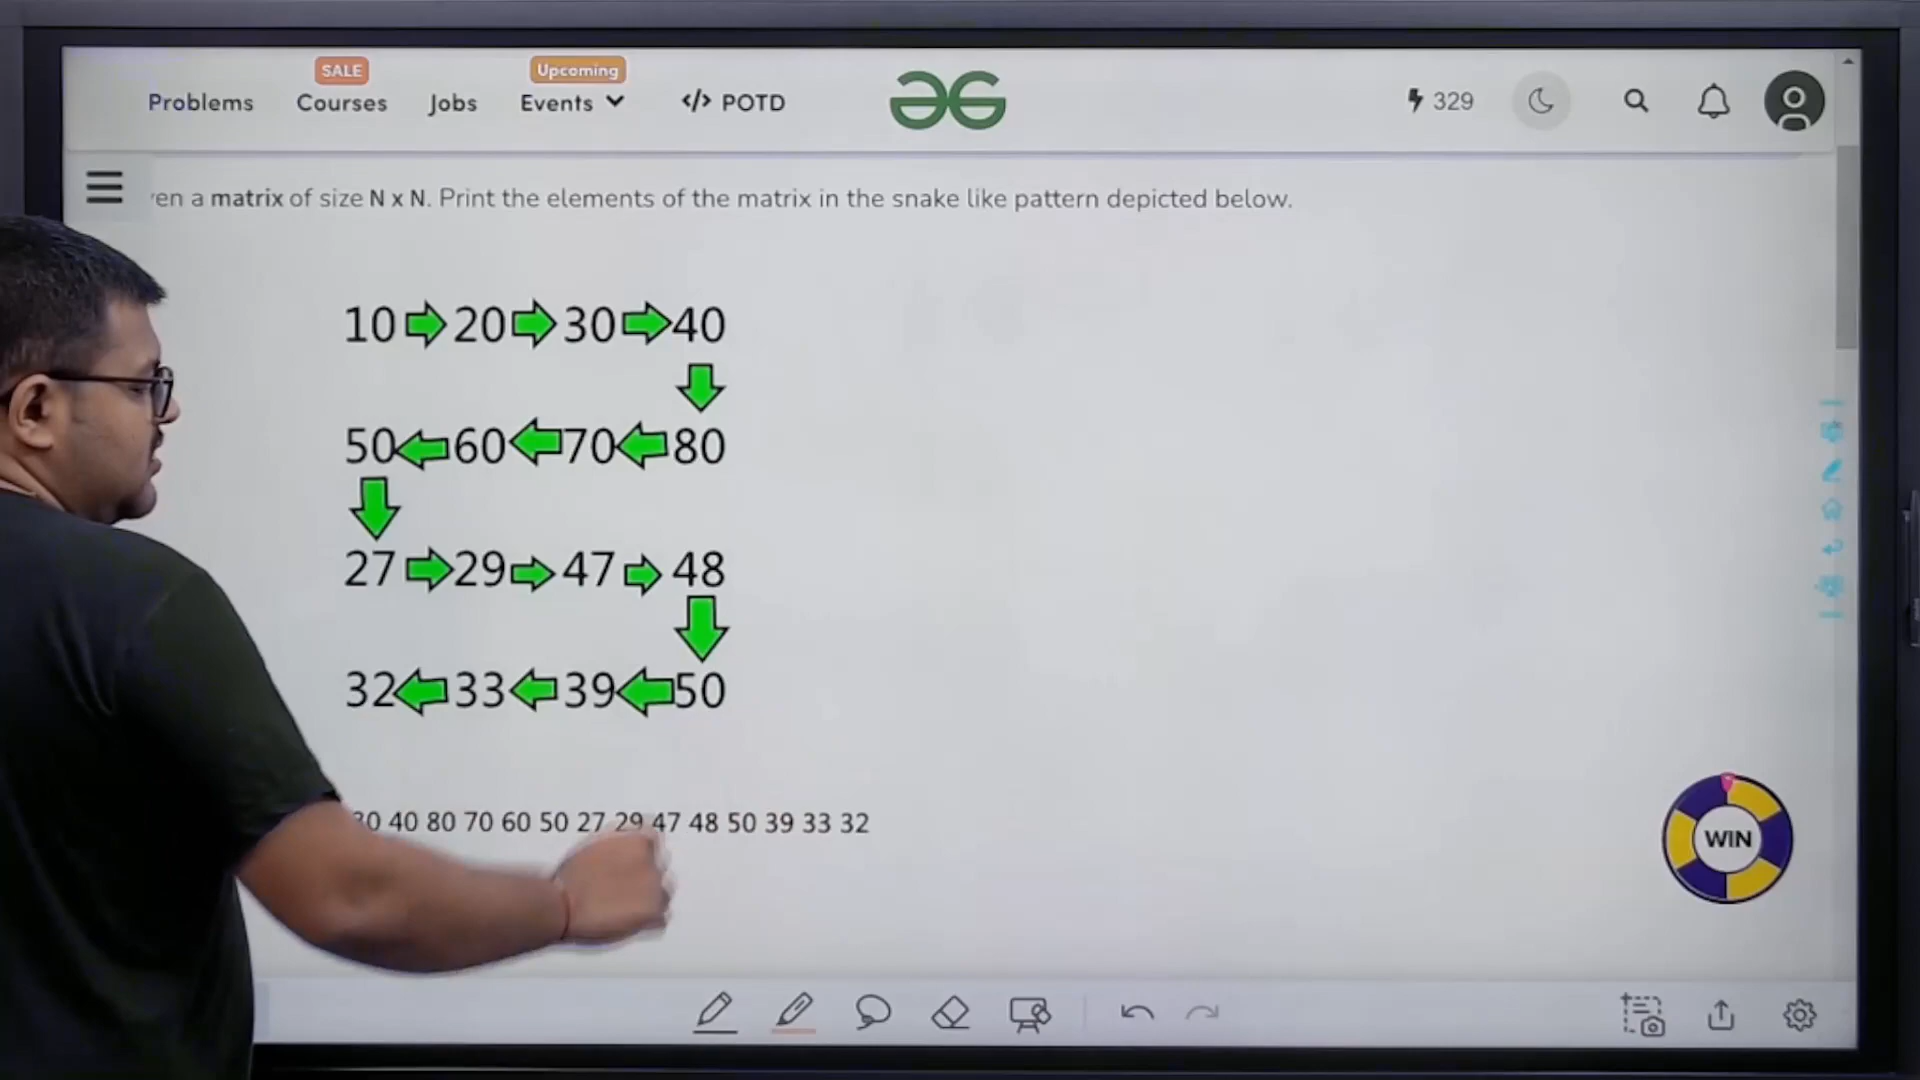 SALE
Upcoming
Problems Courses Jobs Events </> POTD
329
en a matrix of size N x N. Print the elements of the matrix in the snake like pattern depicted below.
10 20 30 40
50 60 70 80
27 29 47 48
32 33 39 50
40 80 70 60 50 27 29 47 48 50 39 33 32
WIN